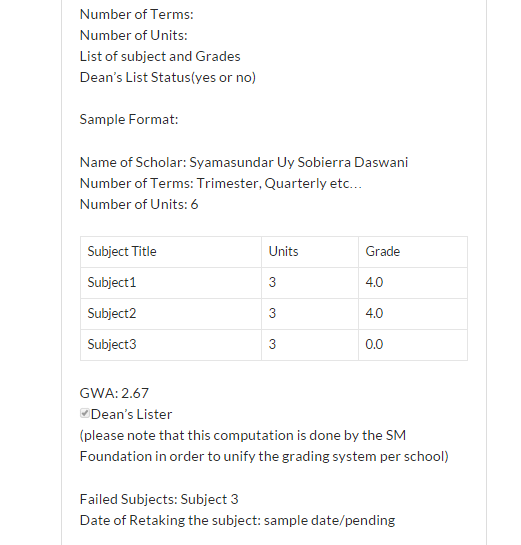 Number of Terms:
Number of Units:
List of subject and Grades
Dean's List Status(yes or no)
Sample Format:
Name of Scholar: Syamasundar Uy Sobierra Daswani
Number of Terms: Trimester, Quarterly etc...
Number of Units: 6
Subject Title Units Grade
Subject1 3 4.0
Subject2 3 4.0
Subject3 3 0.0
GWA: 2.67
Dean's Lister
(please note that this computation is done by the SM
Foundation in order to unify the grading system per school)
Failed Subjects: Subject 3
Date of Retaking the subject: sample date/pending